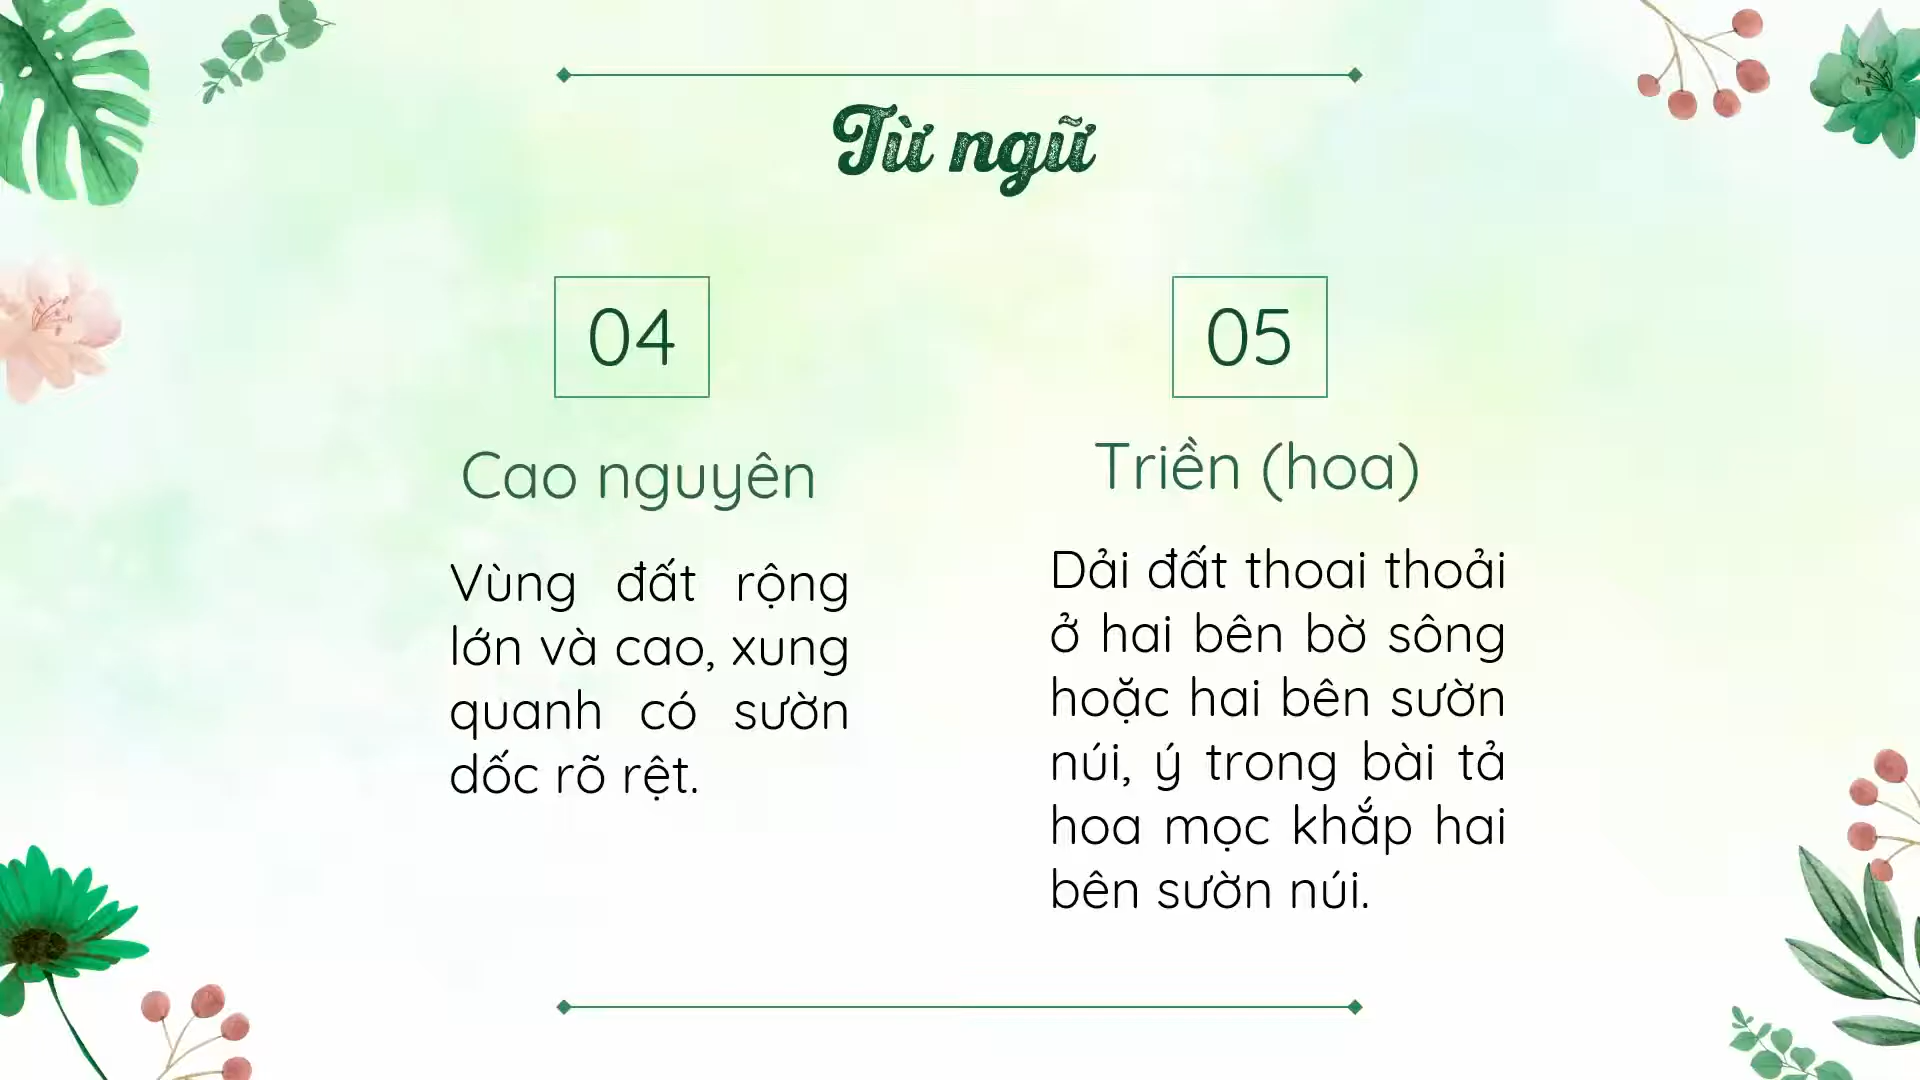 Từ ngữ
04
Cao nguyên
Vùng đất rộng
lớn và cao, xung
quanh có sườn
dốc rõ rệt.
05
Triền (hoa)
Dải đất thoai thoải
ở hai bên bờ sông
hoặc hai bên sườn
núi, ý trong bài tả
hoa mọc khắp hai
bên sườn núi.